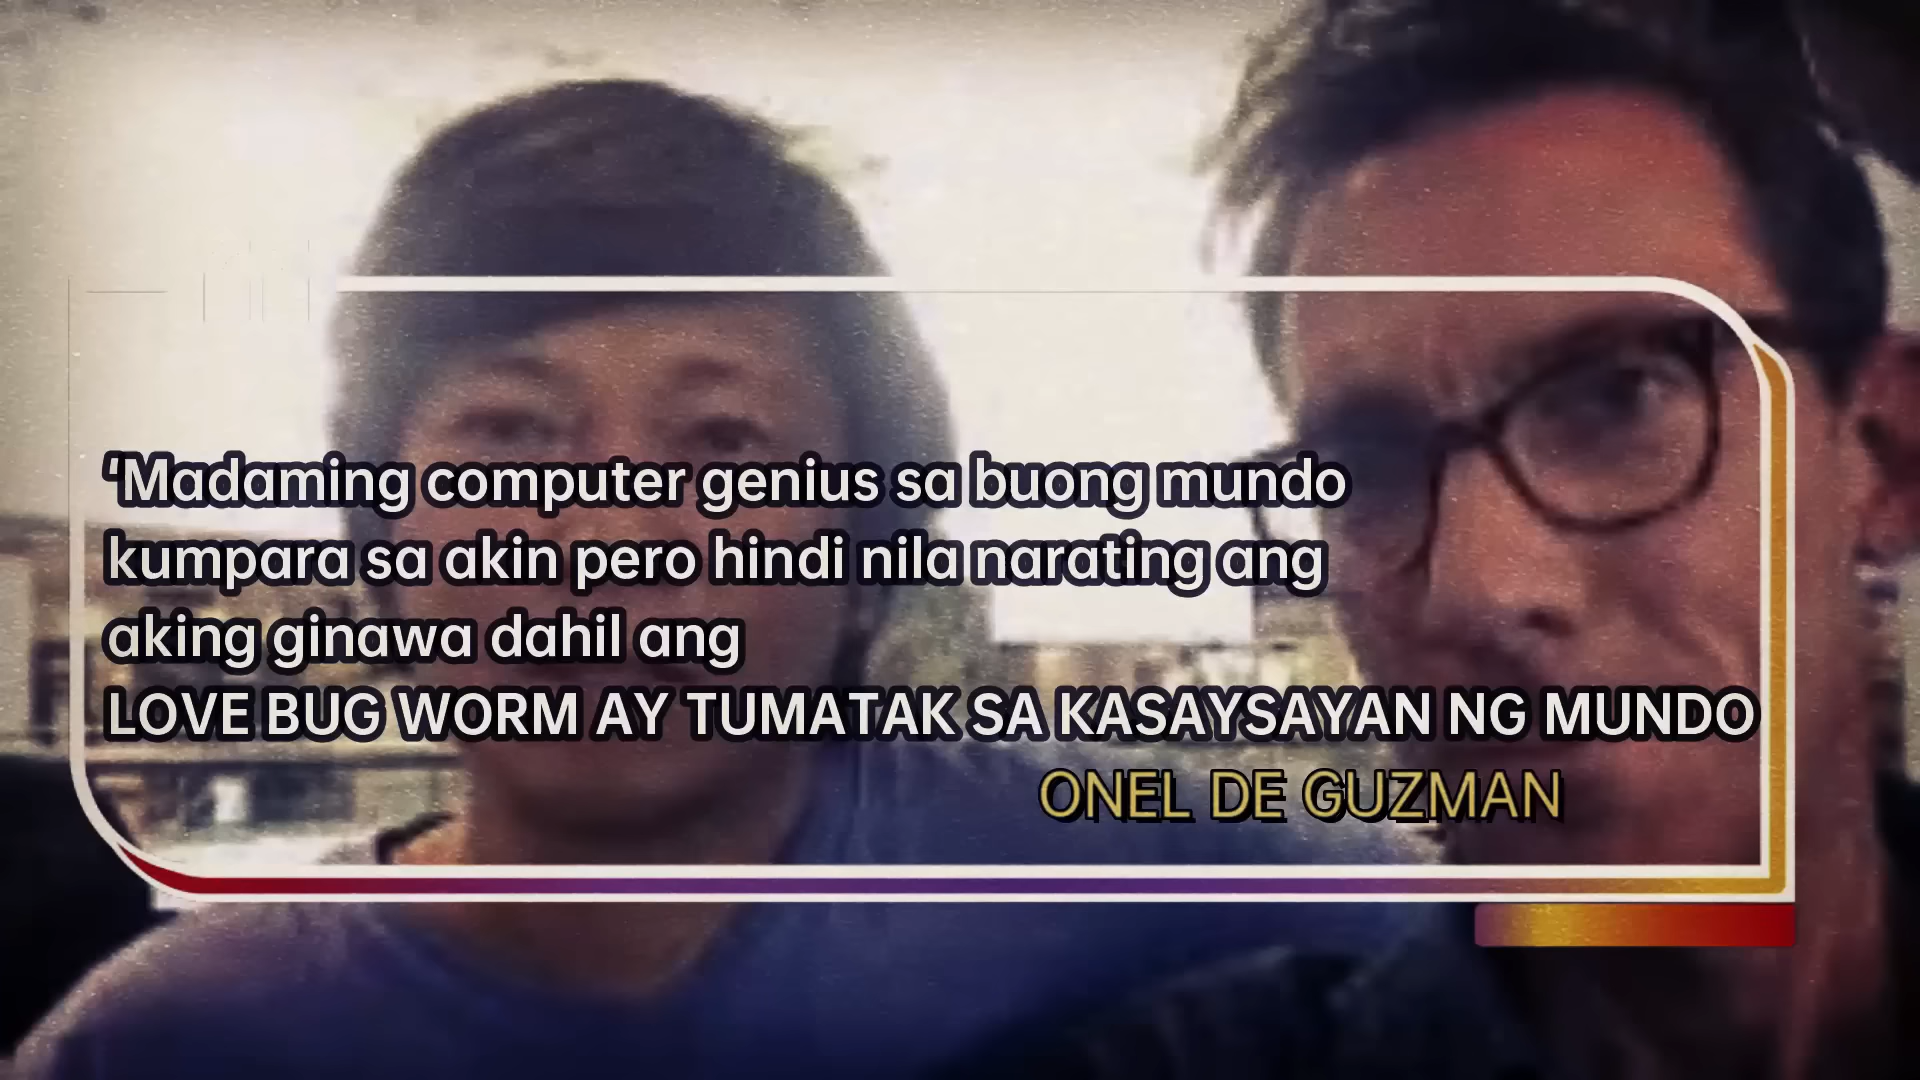 ‘Madaming computer genius sa buong mundo
kumpara sa akin pero hindi nila narating ang
aking ginawa dahil ang
LOVE BUG WORM AY TUMATAK SA KASAYSAYAN NG MUNDO
ONEL DE GUZMAN